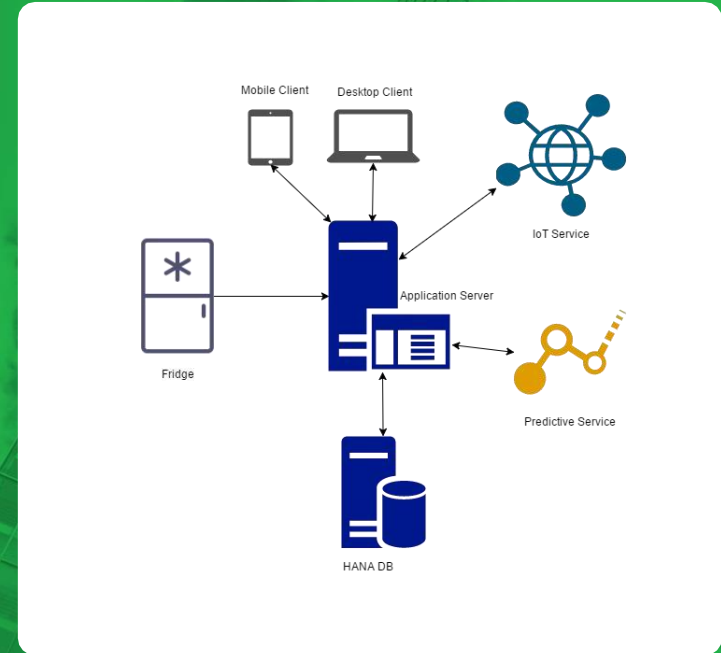 Mobile Client
Desktop Client
IoT Service
Application Server
Fridge
Predictive Service
HANA DB